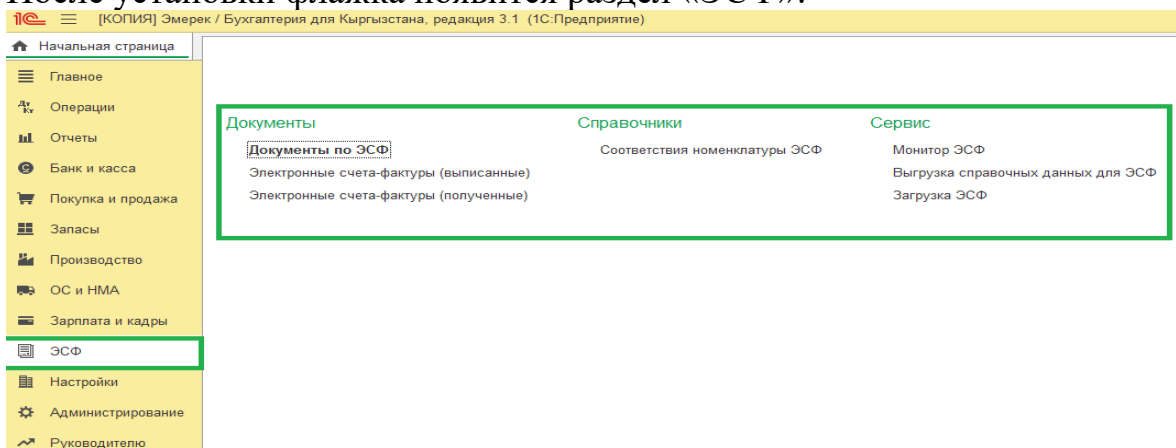 После установки флажка появится раздел «ЭСФ».
1С [КОПИЯ] Эмерек / Бухгалтерия для Кыргызстана, редакция 3.1 (1С:Предприятие)
Начальная страница
Главное
Операции
Отчеты
Банк и касса
Покупка и продажа
Запасы
Производство
ОС и НМА
Зарплата и кадры
ЭСФ
Настройки
Администрирование
Руководителю
Документы
Документы по ЭСФ
Электронные счета-фактуры (выписанные)
Электронные счета-фактуры (полученные)
Справочники
Соответствия номенклатуры ЭСФ
Сервис
Монитор ЭСФ
Выгрузка справочных данных для ЭСФ
Загрузка ЭСФ